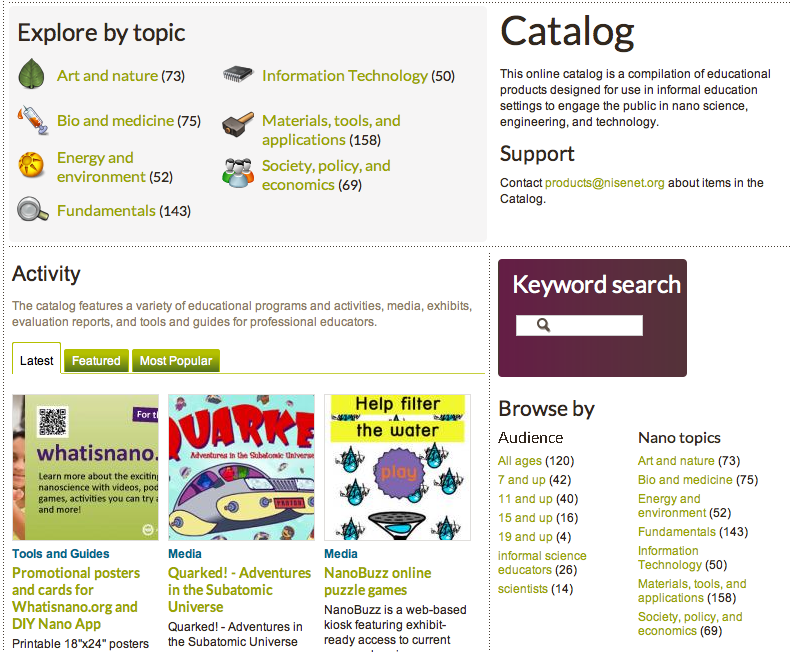 Explore by topic
Art and nature (73)
Information Technology (50)
Bio and medicine (75)
Materials, tools, and
applications (158)
Energy and
environment (52)
Society, policy, and
economics (69)
Fundamentals (143)
Catalog
This online catalog is a compilation of educational
products designed for use in informal education
settings to engage the public in nano science,
engineering, and technology.
Support
Contact products@nisenet.org about items in the
Catalog.
Activity
The catalog features a variety of educational programs and activities, media, exhibits,
evaluation reports, and tools and guides for professional educators.
Latest
Featured
Most Popular
For th
whatisnano.
Learn more about the exciting
nanoscience with videos, pod
games, activities you can try a
and more!
QUARKE
Adventures in the Subatomic Universe
Help filter
the water
play
Tools and Guides
Promotional posters
and cards for
Whatisnano.org and
DIY Nano App
Printable 18"x24" posters
Media
Quarked! - Adventures
in the Subatomic
Universe
Quarked! - Adventures in
the Subatomic Universe
Media
NanoBuzz online
puzzle games
NanoBuzz is a web-based
kiosk featuring exhibit-
ready access to current
Keyword search
Browse by
Audience
All ages (120)
7 and up (42)
11 and up (40)
15 and up (16)
19 and up (4)
informal science
educators (26)
scientists (14)
Nano topics
Art and nature (73)
Bio and medicine (75)
Energy and
environment (52)
Fundamentals (143)
Information
Technology (50)
Materials, tools, and
applications (158)
Society, policy, and
economics (69)